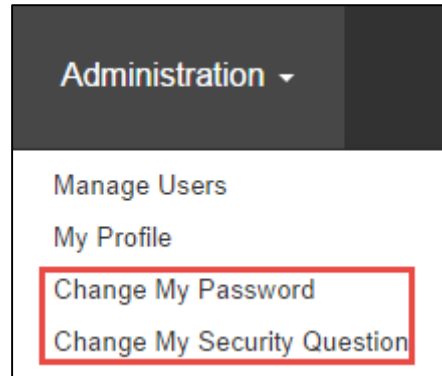 Administration
Manage Users
My Profile
Change My Password
Change My Security Question